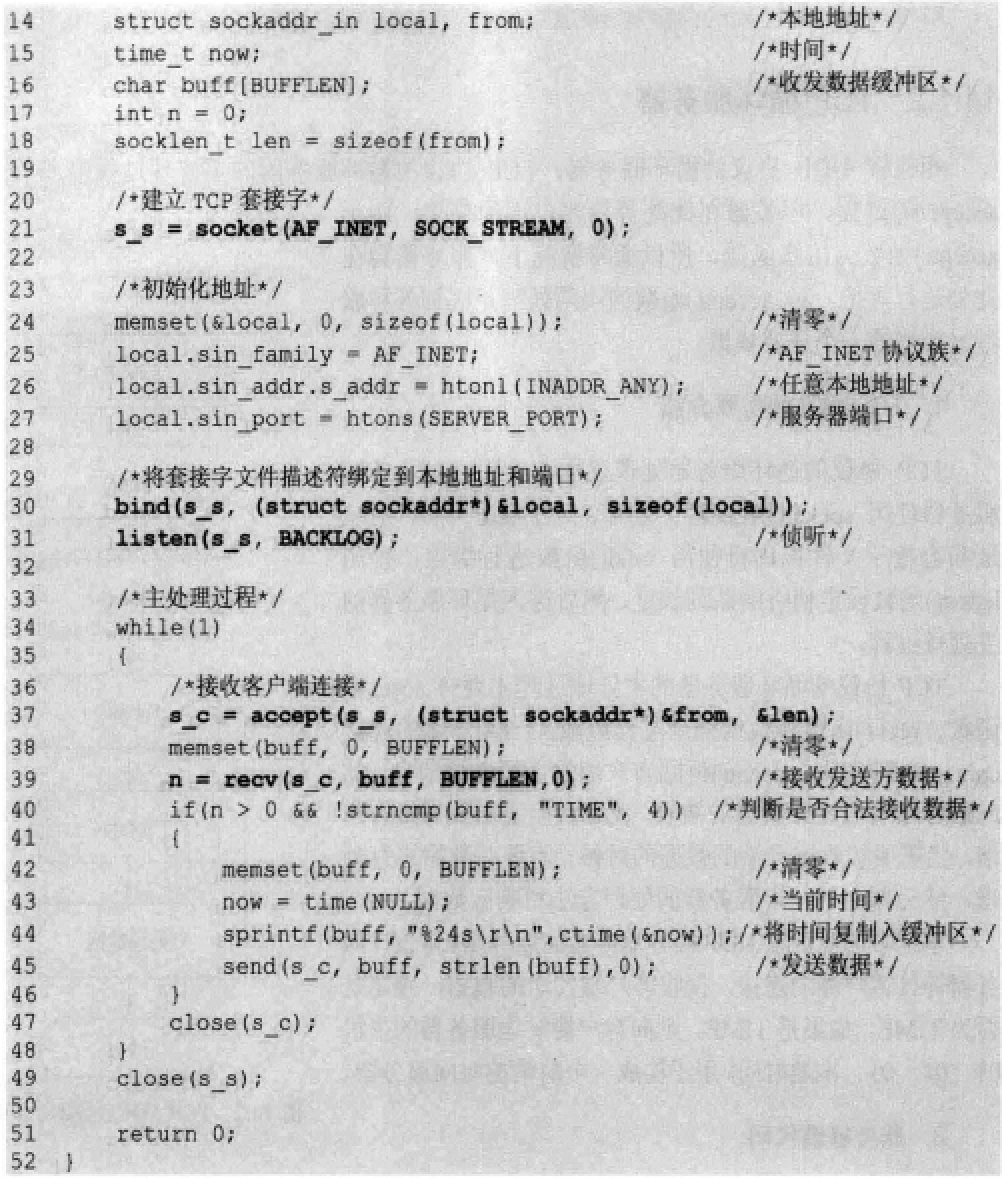 14 struct sockaddr_in local, from; /*本地地址*/
15 time_t now; /*时间*/
16 char buff[BUFFLEN]; /*收发数据缓冲区*/
17 int n = 0;
18 socklen_t len = sizeof(from);
19
20 /*建立 TCP 套接字*/
21 s_s = socket(AF_INET, SOCK_STREAM, 0);
22
23 /*初始化地址*/
24 memset(&local, 0, sizeof(local)); /*清零*/
25 local.sin_family = AF_INET; /*AF_INET 协议族*/
26 local.sin_addr.s_addr = htonl(INADDR_ANY); /*任意本地地址*/
27 local.sin_port = htons(SERVER_PORT); /*服务器端口*/
28
29 /*将套接字文件描述符绑定到本地地址和端口*/
30 bind(s_s, (struct sockaddr*)&local, sizeof(local));
31 listen(s_s, BACKLOG); /*侦听*/
32
33 /*主处理过程*/
34 while(1)
35 {
36 /*接收客户端连接*/
37 s_c = accept(s_s, (struct sockaddr*)&from, &len);
38 memset(buff, 0, BUFFLEN); /*清零*/
39 n = recv(s_c, buff, BUFFLEN,0); /*接收发送方数据*/
40 if(n > 0 && !strncmp(buff, "TIME", 4)) /*判断是否合法接收数据*/
41 {
42 memset(buff, 0, BUFFLEN); /*清零*/
43 now = time(NULL); /*当前时间*/
44 sprintf(buff, "%24s\r\n",ctime(&now));/*将时间复制入缓冲区*/
45 send(s_c, buff, strlen(buff),0); /*发送数据*/
46 }
47 close(s_c);
48 }
49 close(s_s);
50
51 return 0;
52 }